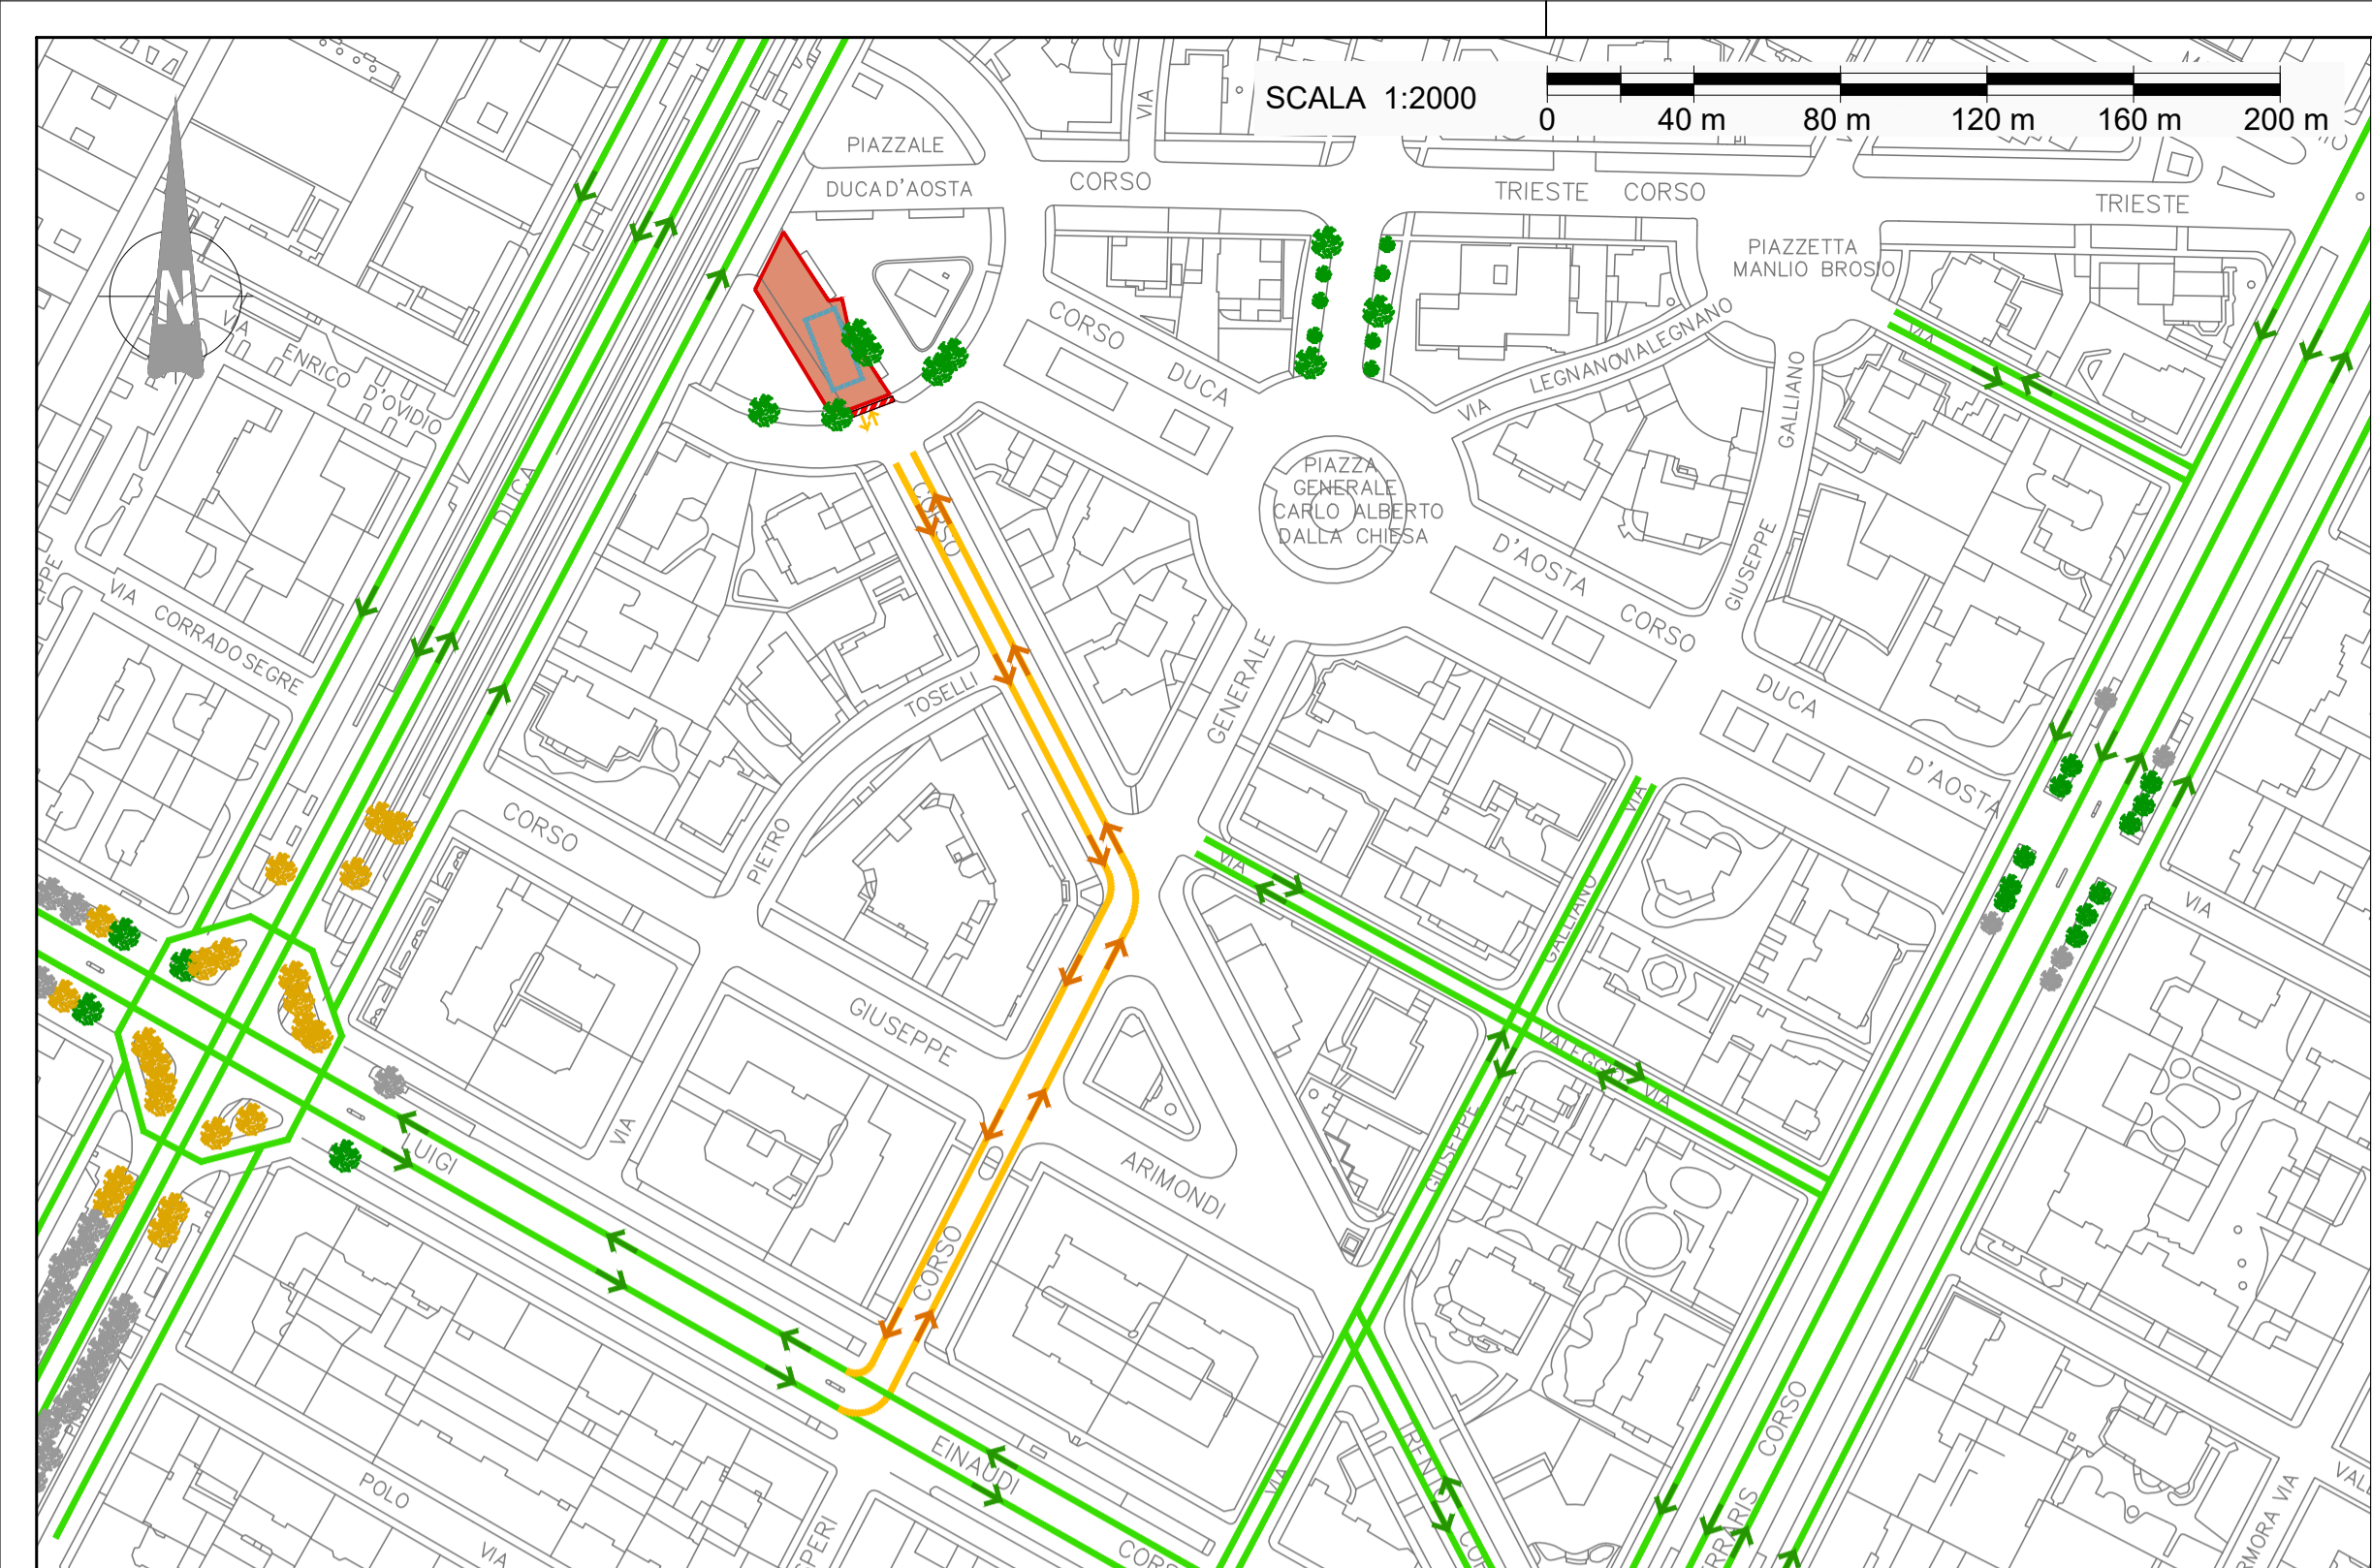 SCALA 1:2000
0 40 m 80 m 120 m 160 m 200 m
VIA
PIAZZALE
DUCA D'AOSTA
CORSO
TRIESTE CORSO
TRIESTE
PIAZZETTA
MANLIO BROSIO
VIA
ENRICO D'OVIDIO
VIA
CORSO
DUCA
VIA LEGNANO
VIA LEGNANO
GALLIANO
PIAZZA
GENERALE
CARLO ALBERTO
DALLA CHIESA
DUCA
CORSO
D'AOSTA
CORSO
GIUSEPPE
VIA CORRADO SEGRE
GENERALE
TOSELLI
DUCA
D'AOSTA
VIA
CORSO
PIETRO
VIA
GALLIANO
VIA
GIUSEPPE
VALEGGIO
VIA
LUIGI
VIA
ARIMONDI
GIUSEPPE
CORSO
CORSO
EINAUDI
VIA
POLO
VIA